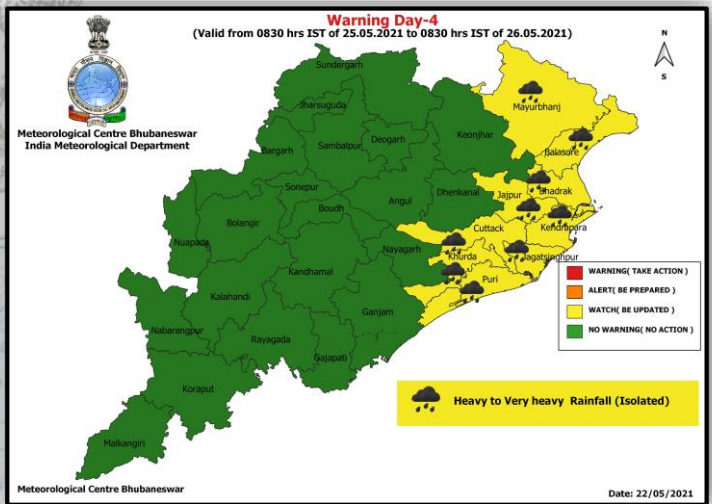 Warning Day-4
(Valid from 0830 hrs IST of 25.05.2021 to 0830 hrs IST of 26.05.2021)
N
S
Meteorological Centre Bhubaneswar
India Meteorological Department
Sundergarh
Mayurbhanj
Jharsuguda
Keonjhar
Deogarh
Sambalpur
Balasore
Bargarh
Sonepur
Dhenkanal
Jajpur
Bhadrak
Angul
Boudh
Bolangir
Nuapada
Cuttack
Kendrapara
Nayagarh
Khurda
Jagatsinghpur
Kandhamal
Puri
Kalahandi
Ganjam
Nabarangpur
Rayagada
Gajapati
Koraput
Malkangiri
WARNING( TAKE ACTION )
ALERT( BE PREPARED )
WATCH( BE UPDATED )
NO WARNING( NO ACTION )
Heavy to Very heavy Rainfall (Isolated)
Meteorological Centre Bhubaneswar
Date: 22/05/2021